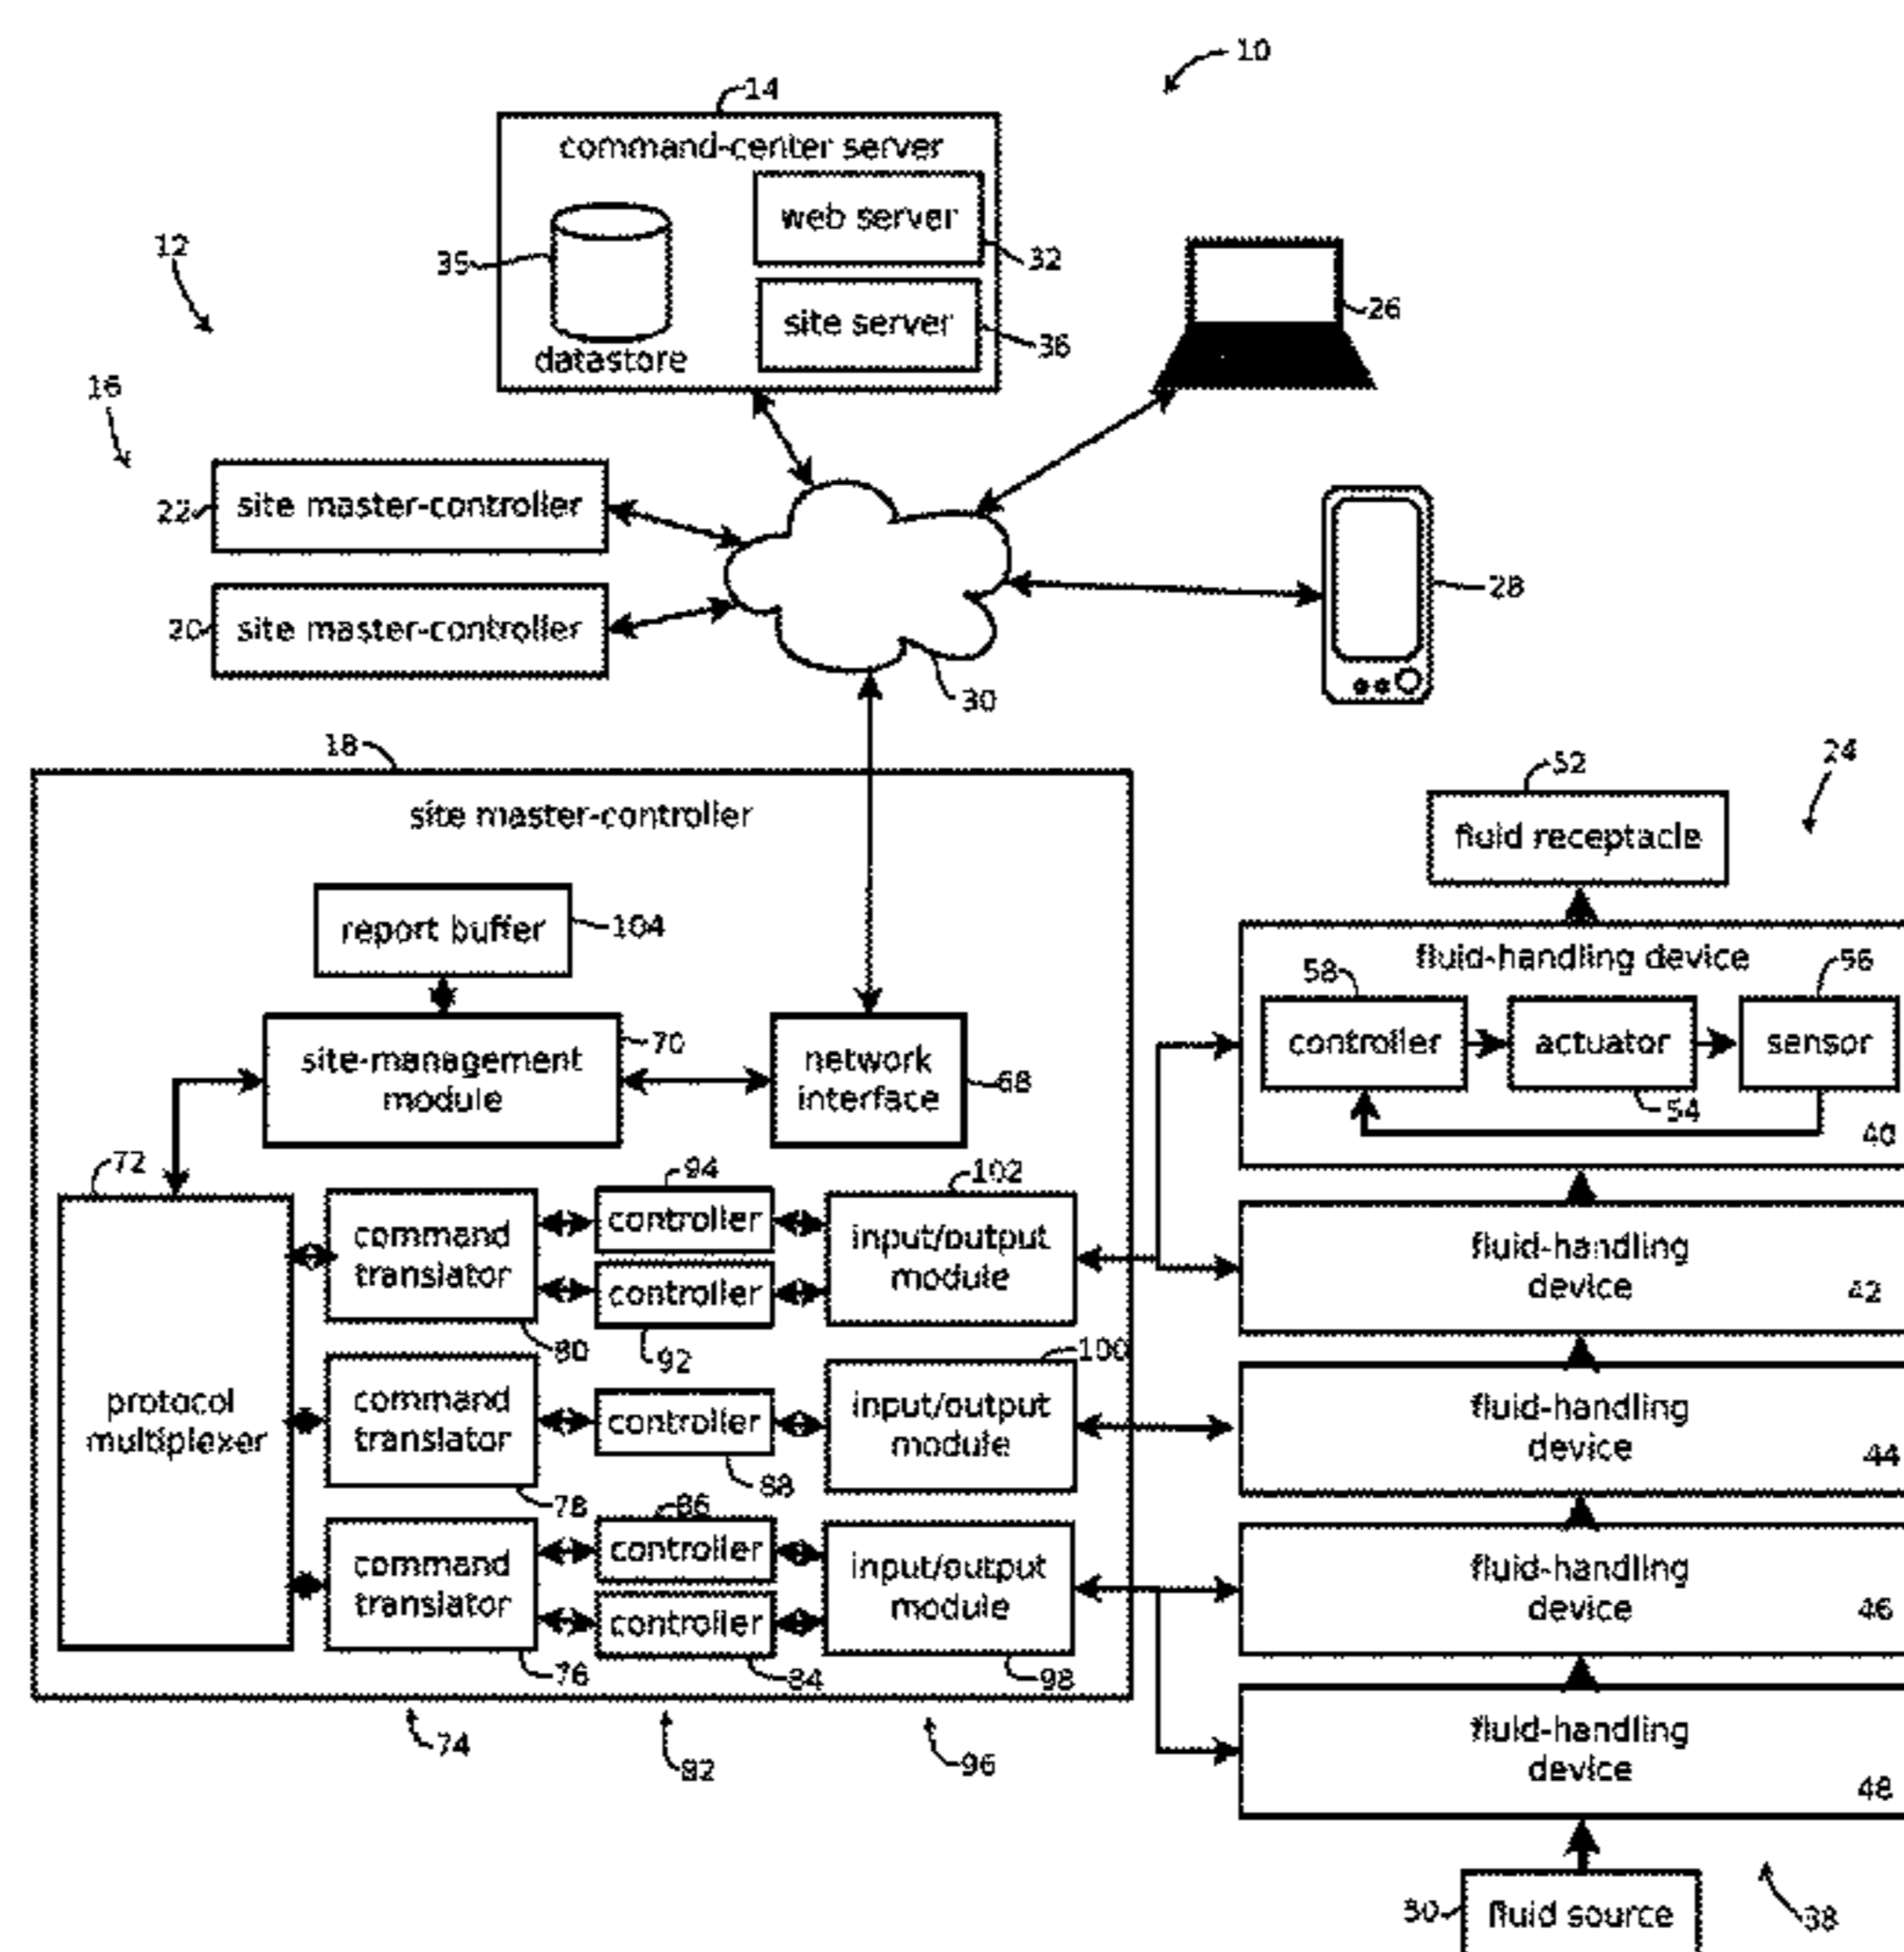 10
14
command-center server
web server
32
35
datastore
site server
36
12
16
26
22
site master-controller
20
site master-controller
28
30
18
site master-controller
report buffer
104
site-management
module
70
network
interface
68
72
protocol
multiplexer
command
translator
80
94
controller
controller
92
102
input/output
module
command
translator
78
controller
88
100
input/output
module
command
translator
76
86
controller
controller
84
input/output
module
98
74
82
96
24
52
fluid receptacle
fluid-handling device
58
controller
actuator
54
56
sensor
40
fluid-handling
device
42
fluid-handling
device
44
fluid-handling
device
46
fluid-handling
device
48
50
fluid source
38